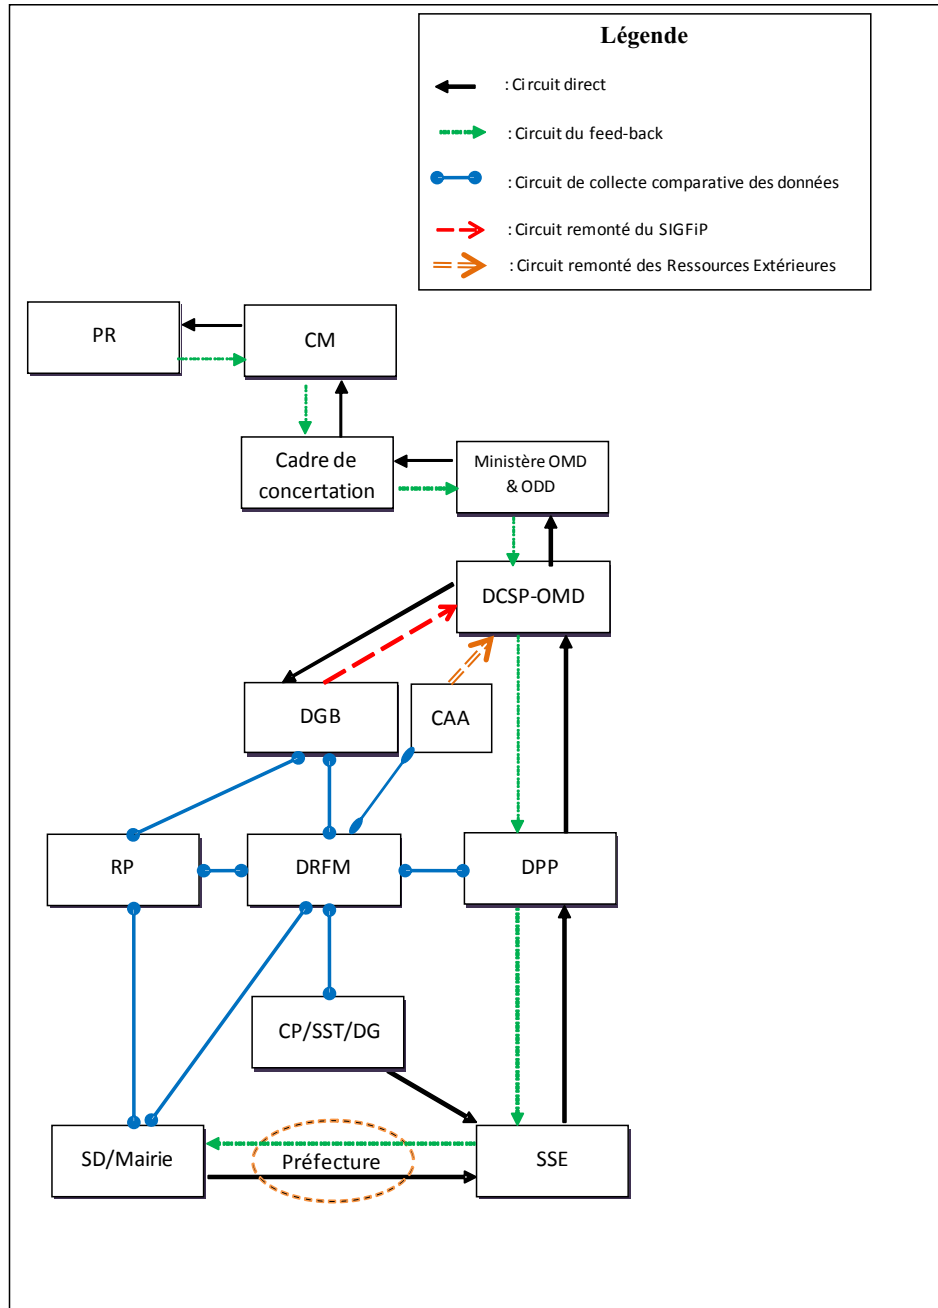 Légende
: Circuit direct
: Circuit du feed-back
: Circuit de collecte comparative des données
: Circuit remonté du SIGFiP
: Circuit remonté des Ressources Extérieures
PR
CM
Cadre de
concertation
Ministère OMD
& ODD
DCSP-OMD
DGB
CAA
RP
DRFM
DPP
CP/SST/DG
SD/Mairie
Préfecture
SSE